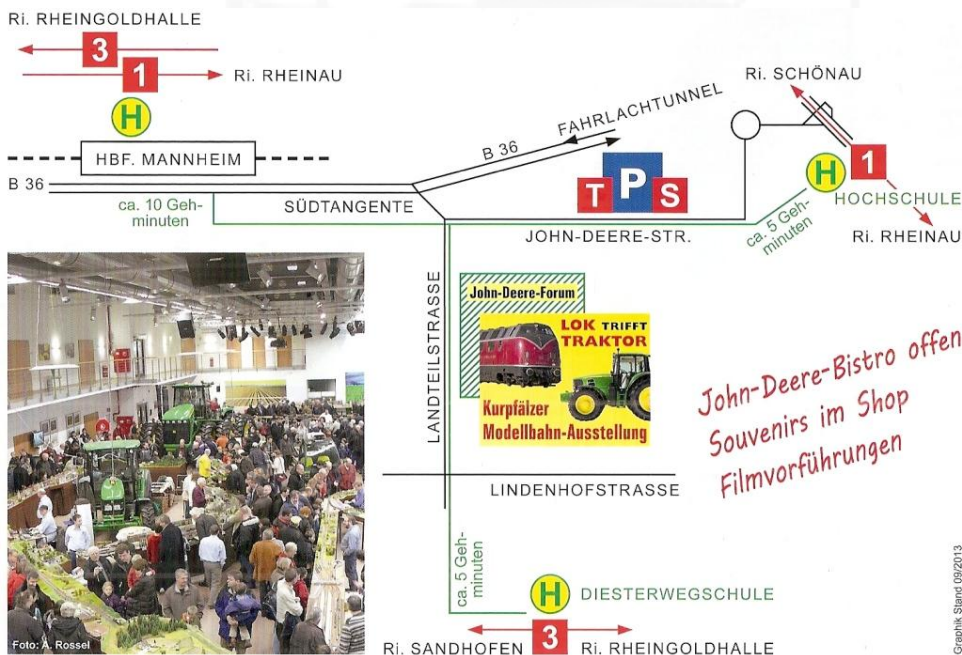 Ri. RHEINGOLDHALLE
3
1
Ri. RHEINAU
H
HBF. MANNHEIM
B 36
ca. 10 Geh-
minuten
SÜDTANGENTE
B 36
FAHRLACHTUNNEL
TPS
JOHN-DEERE-STR.
Ri. SCHÖNAU
H
1
HOCHSCHULE
Ri. RHEINAU
ca. 5 Geh-
minuten
LANDTEILSTRASSE
John-Deere-Forum
LOK TRIFFT
TRAKTOR
Kurpfälzer
Modellbahn-Ausstellung
John-Deere-Bistro offen
Souvenirs im Shop
Filmvorführungen
LINDENHOFSTRASSE
ca. 5 Geh-
minuten
H
DIESTERWEGSCHULE
Ri. SANDHOFEN
3
Ri. RHEINGOLDHALLE
Foto: A. Rossel
Graphik Stand 09/2013